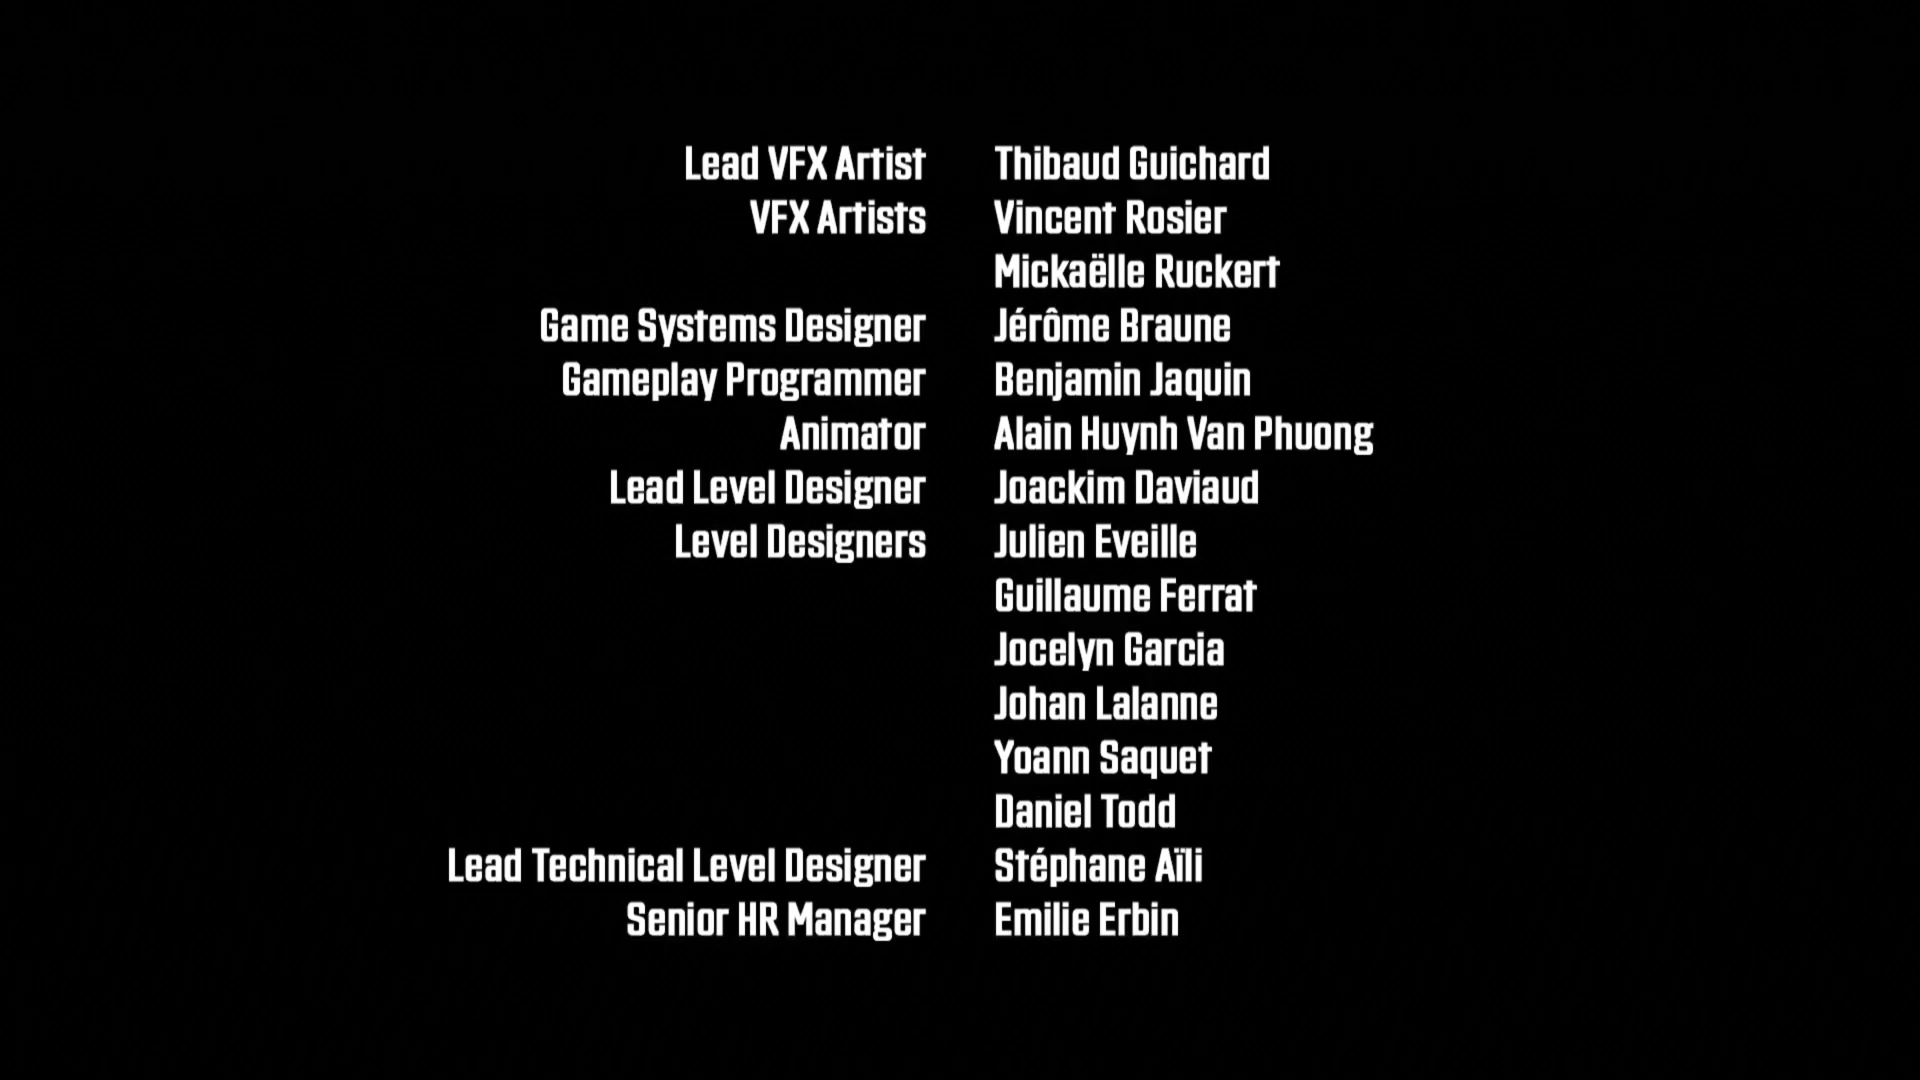 Lead VFX Artist Thibaud Guichard
VFX Artists Vincent Rosier
Mickaëlle Ruckert
Game Systems Designer Jérôme Braune
Gameplay Programmer Benjamin Jaquin
Animator Alain Huynh Van Phuong
Lead Level Designer Joackim Daviaud
Level Designers Julien Eveille
Guillaume Ferrat
Jocelyn Garcia
Johan Lalanne
Yoann Saquet
Daniel Todd
Lead Technical Level Designer Stéphane Aïli
Senior HR Manager Emilie Erbin